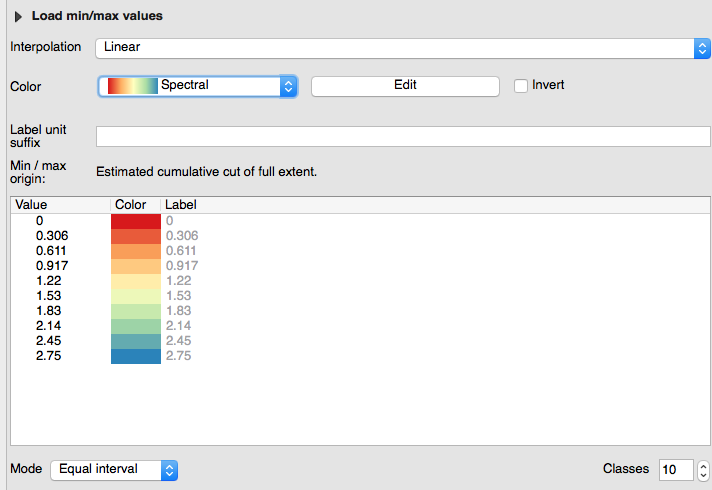 Load min/max values
Interpolation Linear
Color Spectral Edit Invert
Label unit
suffix
Min / max
origin: Estimated cumulative cut of full extent.
Value Color Label
0 0
0.306 0.306
0.611 0.611
0.917 0.917
1.22 1.22
1.53 1.53
1.83 1.83
2.14 2.14
2.45 2.45
2.75 2.75
Mode Equal interval Classes 10